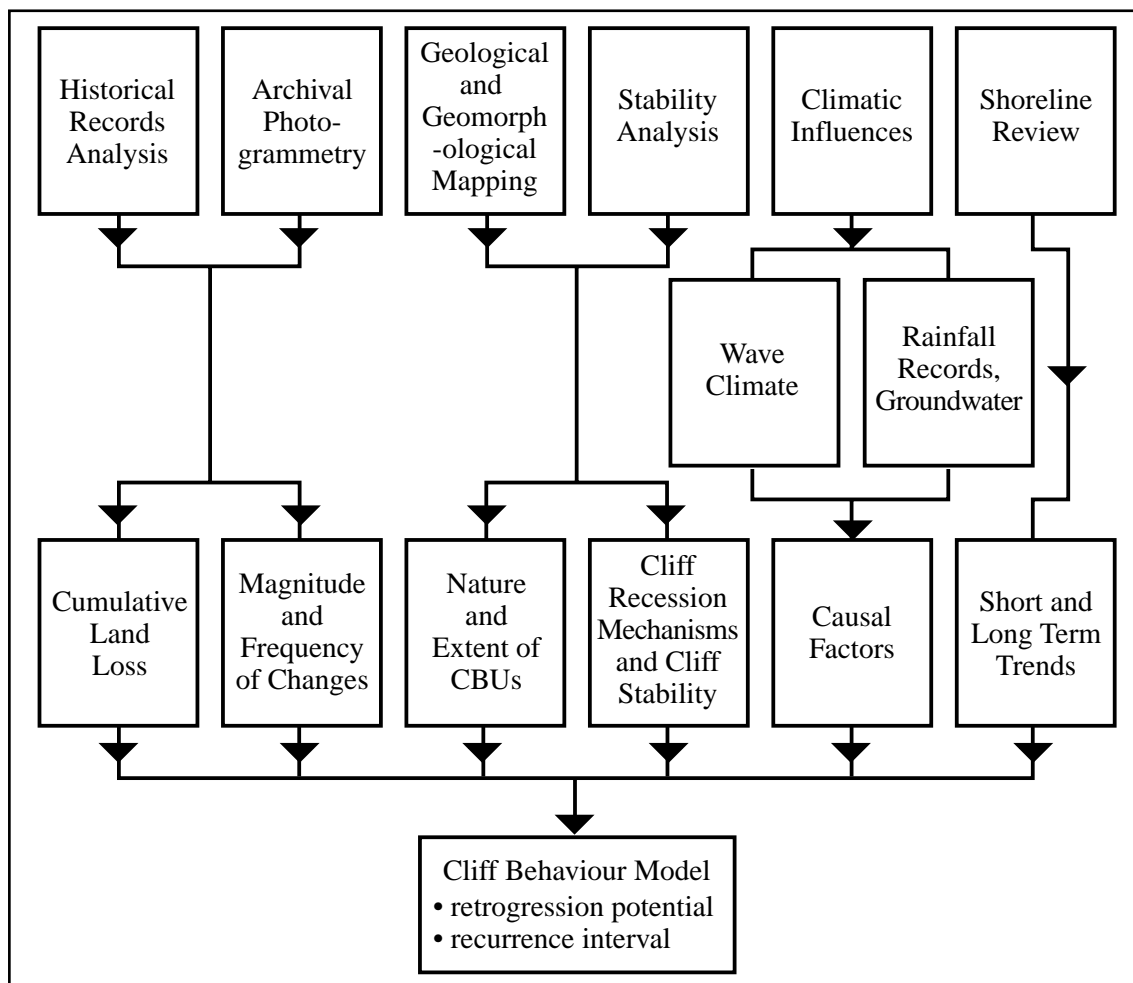 Historical
Records
Analysis
Archival
Photo-
grammetry
Geological
and
Geomorph
-ological
Mapping
Stability
Analysis
Climatic
Influences
Shoreline
Review
Wave
Climate
Rainfall
Records,
Groundwater
Cumulative
Land
Loss
Magnitude
and
Frequency
of Changes
Nature
and
Extent of
CBUs
Cliff
Recession
Mechanisms
and Cliff
Stability
Causal
Factors
Short and
Long Term
Trends
Cliff Behaviour Model
• retrogression potential
• recurrence interval